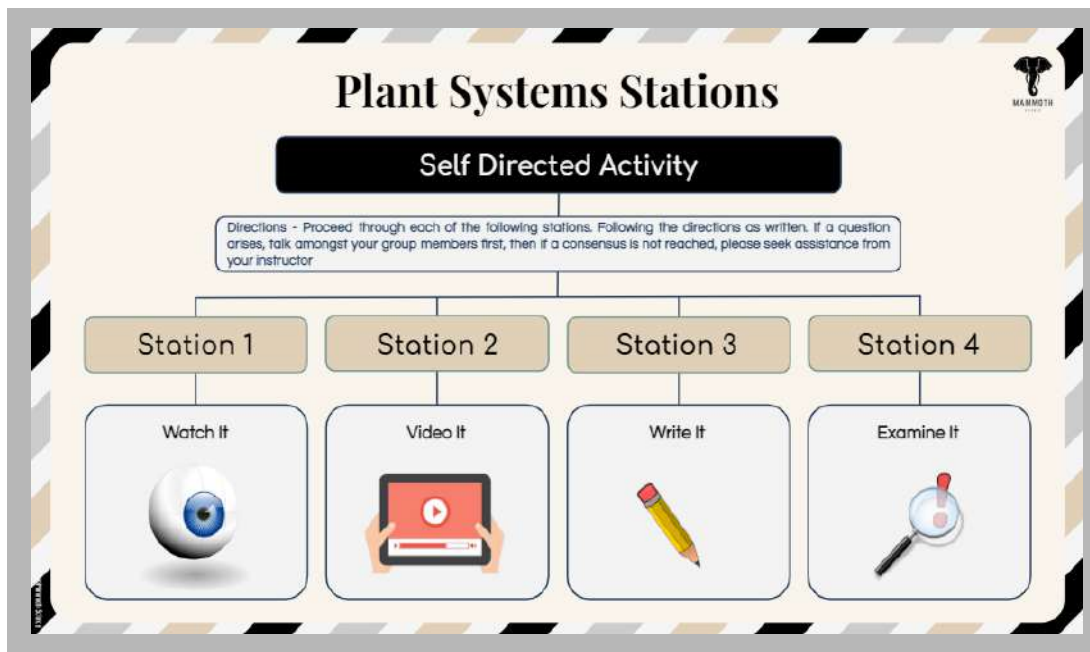 Plant Systems Stations
MAMMOTH
Self Directed Activity
Directions - Proceed through each of the following stations. Following the directions as written. If a question
arises, talk amongst your group members first, then if a consensus is not reached, please seek assistance from
your instructor
Station 1
Station 2
Station 3
Station 4
Watch It
Video It
Write It
Examine It